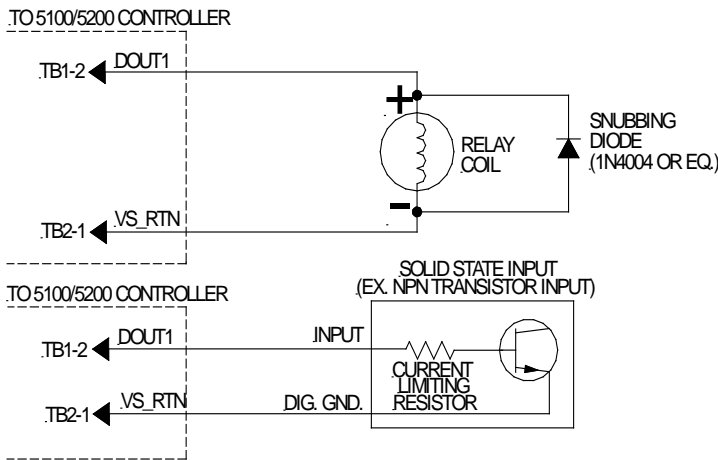 TO 5100/5200 CONTROLLER
DOUT1
TB1-2
+
RELAY
COIL
SNUBBING
DIODE
(1N4004 OR EQ.)
-
VS_RTN
TB2-1
SOLID STATE INPUT
(EX. NPN TRANSISTOR INPUT)
TO 5100/5200 CONTROLLER
DOUT1
INPUT
TB1-2
CURRENT
LIMITING
RESISTOR
VS_RTN
DIG. GND.
TB2-1